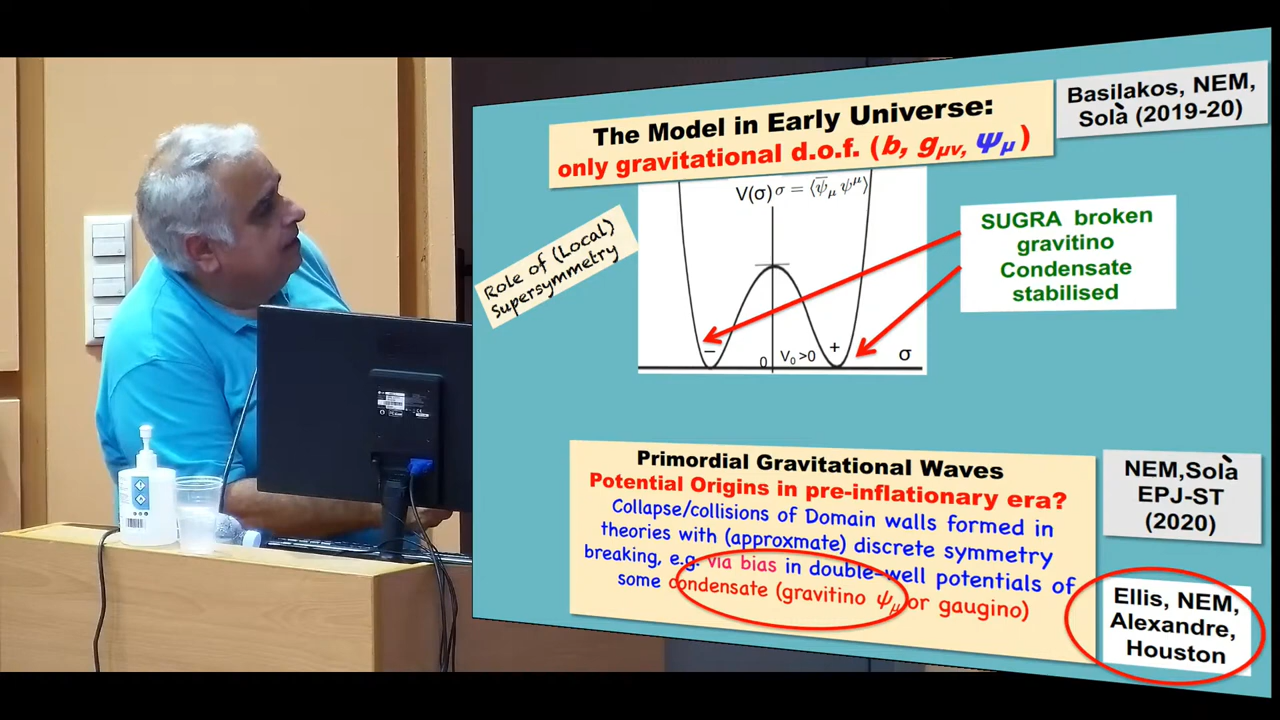 The Model in Early Universe:
only gravitational d.o.f. (b, gμν, Ψμ)
Basilakos, NEM,
Solà (2019-20)
Role of (Local)
Supersymmetry
V(σ) σ = ⟨ψ̄μ ψ^μ⟩
SUGRA broken
gravitino
Condensate
stabilised
− 0 V₀ >0 + σ
Primordial Gravitational Waves
Potential Origins in pre-inflationary era?
Collapse/collisions of Domain walls formed in
theories with (approxmate) discrete symmetry
breaking, e.g. via bias in double-well potentials of
some condensate (gravitino ψμ or gaugino)
NEM,Solà
EPJ-ST
(2020)
Ellis, NEM,
Alexandre,
Houston